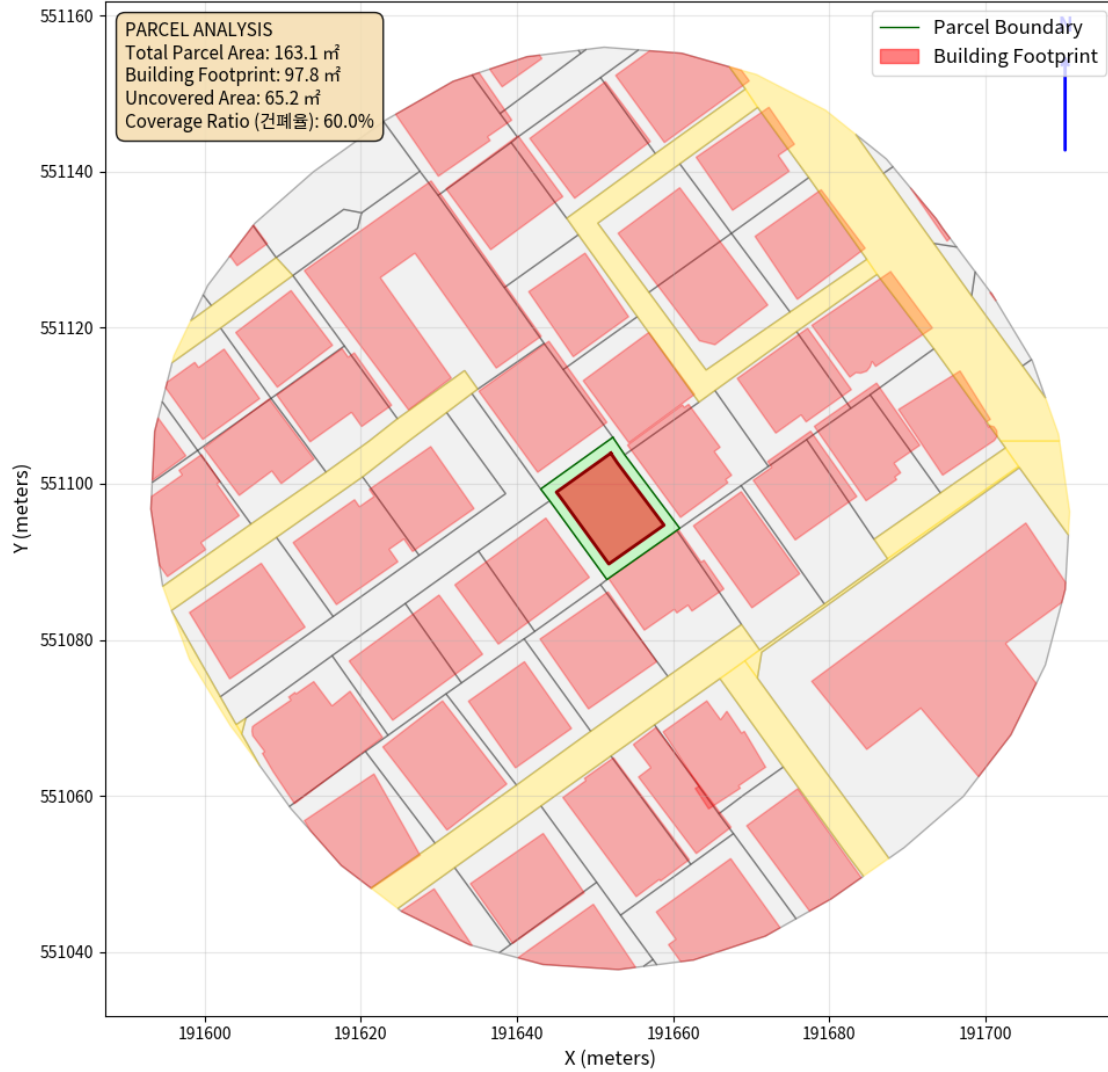 PARCEL ANALYSIS
Total Parcel Area: 163.1 ㎡
Building Footprint: 97.8 ㎡
Uncovered Area: 65.2 ㎡
Coverage Ratio (건폐율): 60.0%
Parcel Boundary
Building Footprint
N
551160
551140
551120
551100
551080
551060
551040
Y (meters)
191600
191620
191640
191660
191680
191700
X (meters)